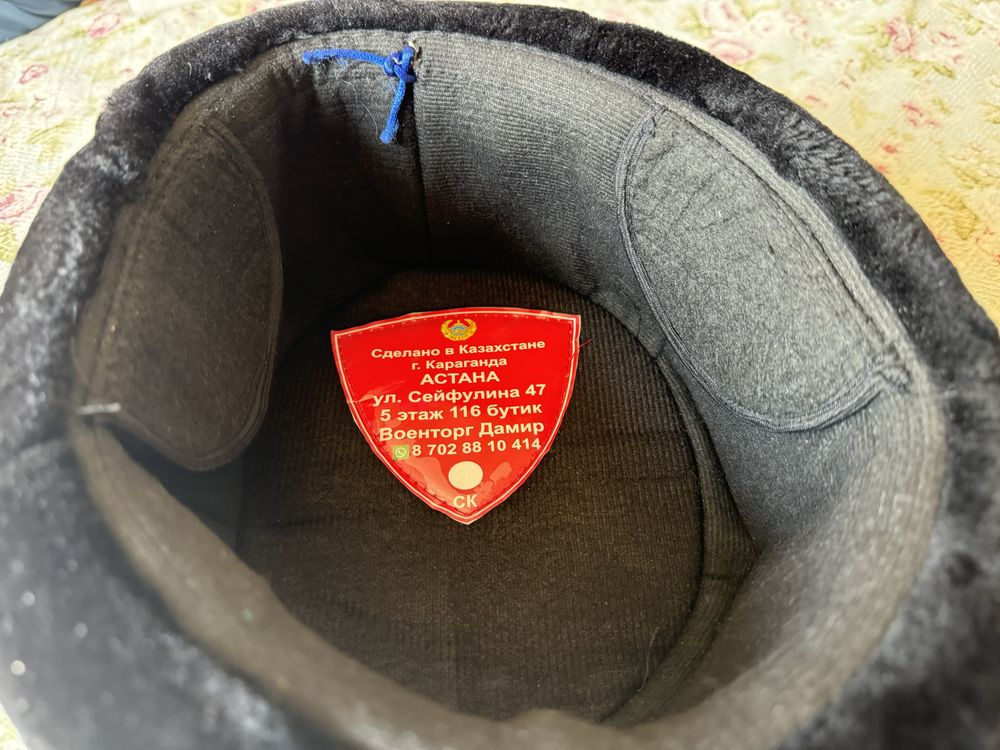 Сделано в Казахстане
г. Караганда
АСТАНА
ул. Сейфулина 47
5 этаж 116 бутик
Военторг Дамир
8 702 88 10 414
СК